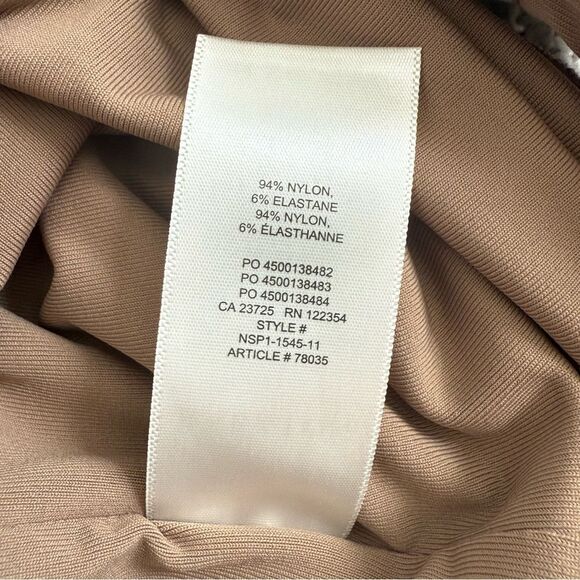 94% NYLON,
6% ELASTANE
94% NYLON,
6% ÉLASTHANNE
PO 4500138482
PO 4500138483
PO 4500138484
CA 23725 RN 122354
STYLE #
NSP1-1545-11
ARTICLE # 78035